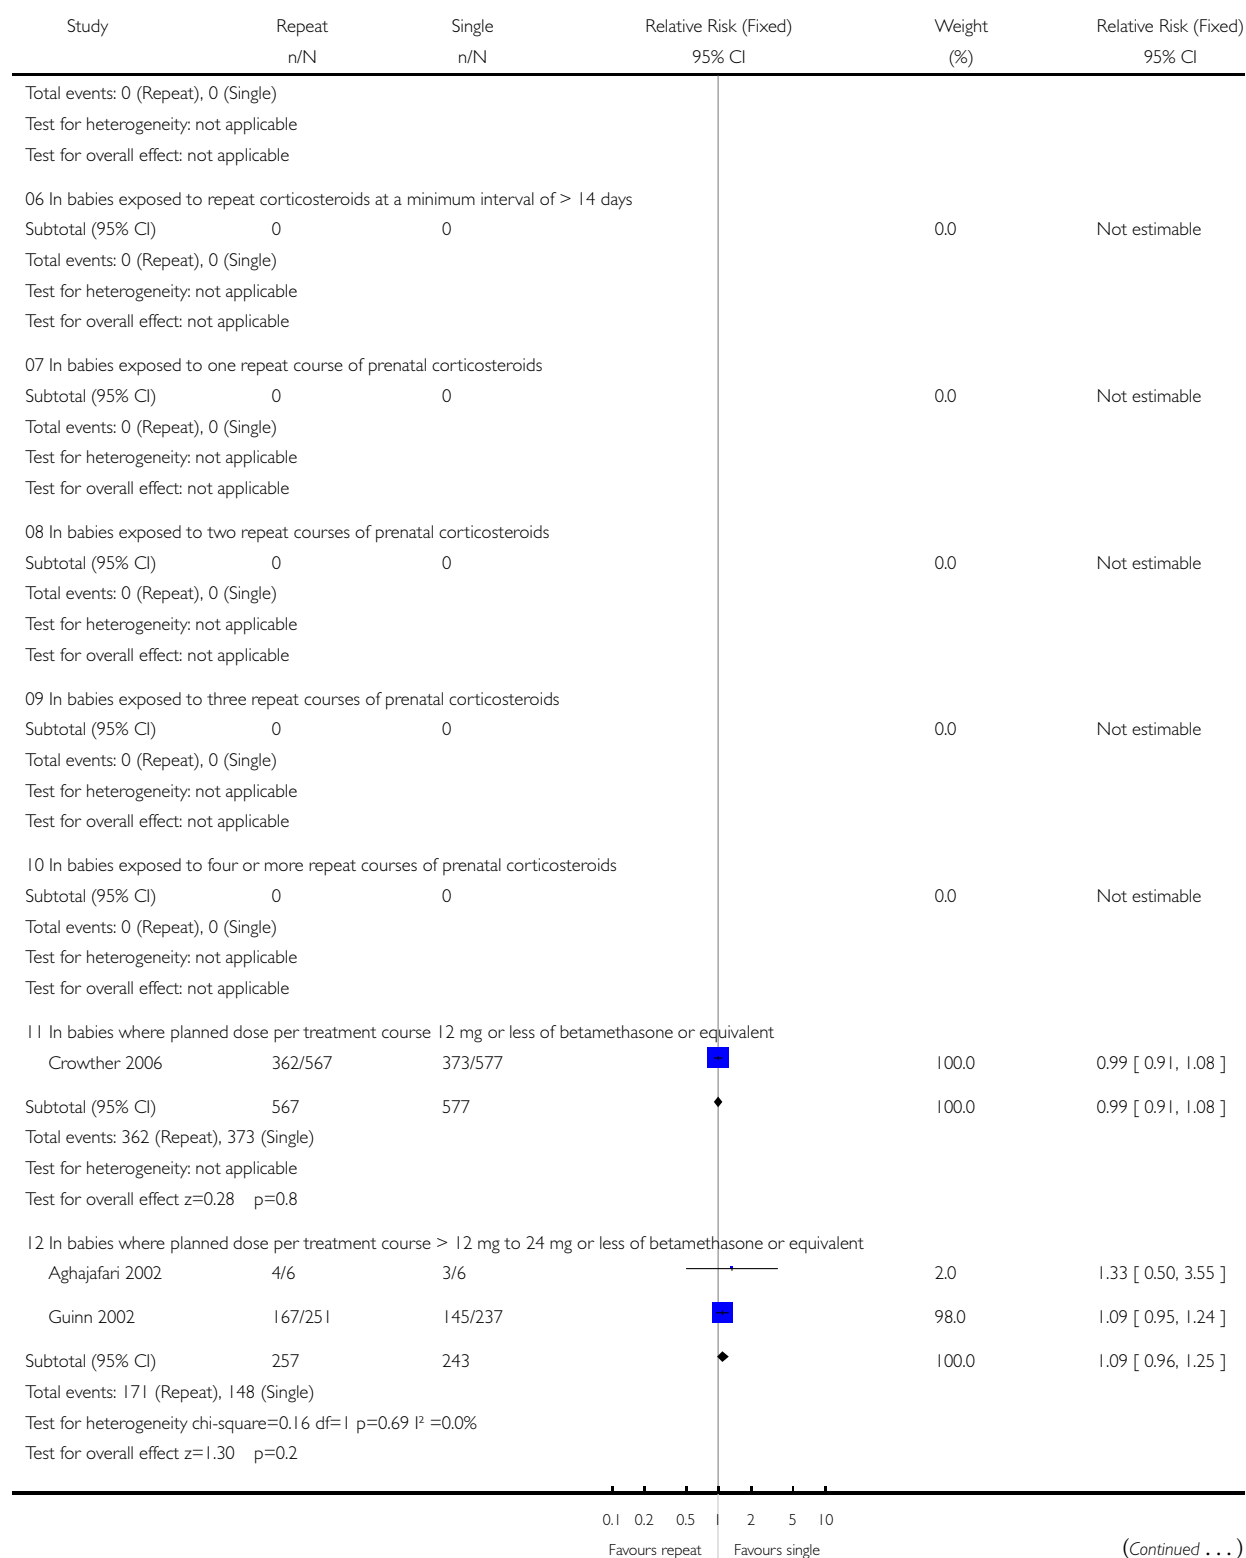 Study Repeat Single Relative Risk (Fixed) Weight Relative Risk (Fixed)
n/N n/N 95% CI (%) 95% CI
Total events: 0 (Repeat), 0 (Single)
Test for heterogeneity: not applicable
Test for overall effect: not applicable
06 In babies exposed to repeat corticosteroids at a minimum interval of > 14 days
Subtotal (95% CI) 0 0 0.0 Not estimable
Total events: 0 (Repeat), 0 (Single)
Test for heterogeneity: not applicable
Test for overall effect: not applicable
07 In babies exposed to one repeat course of prenatal corticosteroids
Subtotal (95% CI) 0 0 0.0 Not estimable
Total events: 0 (Repeat), 0 (Single)
Test for heterogeneity: not applicable
Test for overall effect: not applicable
08 In babies exposed to two repeat courses of prenatal corticosteroids
Subtotal (95% CI) 0 0 0.0 Not estimable
Total events: 0 (Repeat), 0 (Single)
Test for heterogeneity: not applicable
Test for overall effect: not applicable
09 In babies exposed to three repeat courses of prenatal corticosteroids
Subtotal (95% CI) 0 0 0.0 Not estimable
Total events: 0 (Repeat), 0 (Single)
Test for heterogeneity: not applicable
Test for overall effect: not applicable
10 In babies exposed to four or more repeat courses of prenatal corticosteroids
Subtotal (95% CI) 0 0 0.0 Not estimable
Total events: 0 (Repeat), 0 (Single)
Test for heterogeneity: not applicable
Test for overall effect: not applicable
11 In babies where planned dose per treatment course 12 mg or less of betamethasone or equivalent
Crowther 2006 362/567 373/577 100.0 0.99 [ 0.91, 1.08 ]
Subtotal (95% CI) 567 577 100.0 0.99 [ 0.91, 1.08 ]
Total events: 362 (Repeat), 373 (Single)
Test for heterogeneity: not applicable
Test for overall effect z=0.28 p=0.8
12 In babies where planned dose per treatment course > 12 mg to 24 mg or less of betamethasone or equivalent
Aghajafari 2002 4/6 3/6 2.0 1.33 [ 0.50, 3.55 ]
Guinn 2002 167/251 145/237 98.0 1.09 [ 0.95, 1.24 ]
Subtotal (95% CI) 257 243 100.0 1.09 [ 0.96, 1.25 ]
Total events: 171 (Repeat), 148 (Single)
Test for heterogeneity chi-square=0.16 df=1 p=0.69 I² =0.0%
Test for overall effect z=1.30 p=0.2
0.1 0.2 0.5 1 2 5 10
Favours repeat Favours single (Continued . . . )